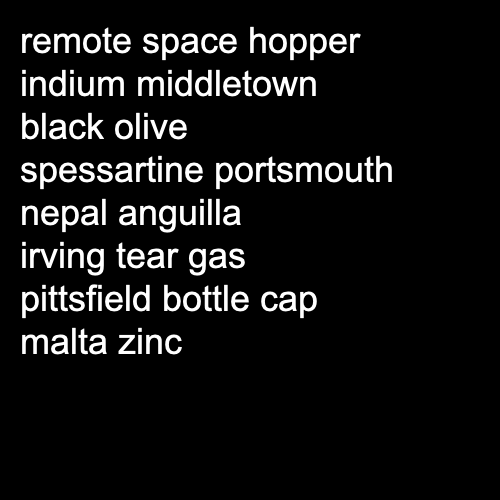 remote space hopper
indium middletown
black olive
spessartine portsmouth
nepal anguilla
irving tear gas
pittsfield bottle cap
malta zinc